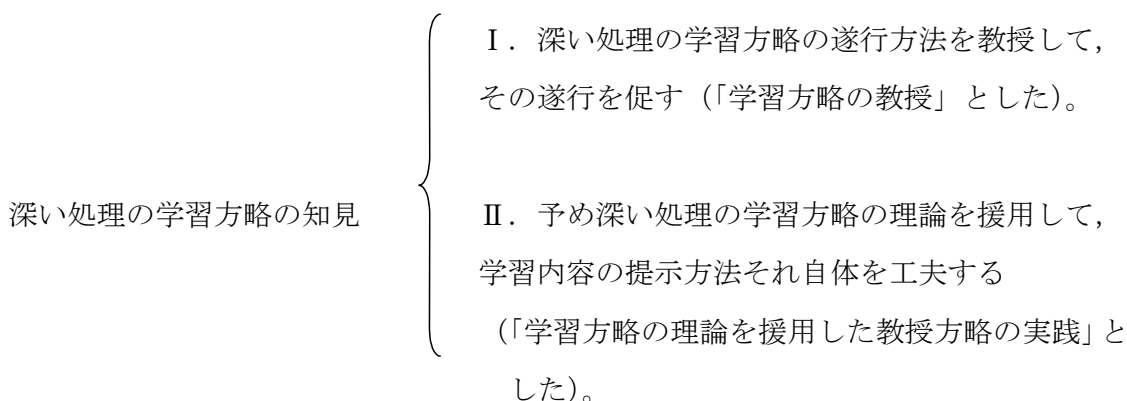 Ⅰ．深い処理の学習方略の遂行方法を教授して，
その遂行を促す（「学習方略の教授」とした）。
深い処理の学習方略の知見
Ⅱ．予め深い処理の学習方略の理論を援用して，
学習内容の提示方法それ自体を工夫する
（「学習方略の理論を援用した教授方略の実践」と
した）。